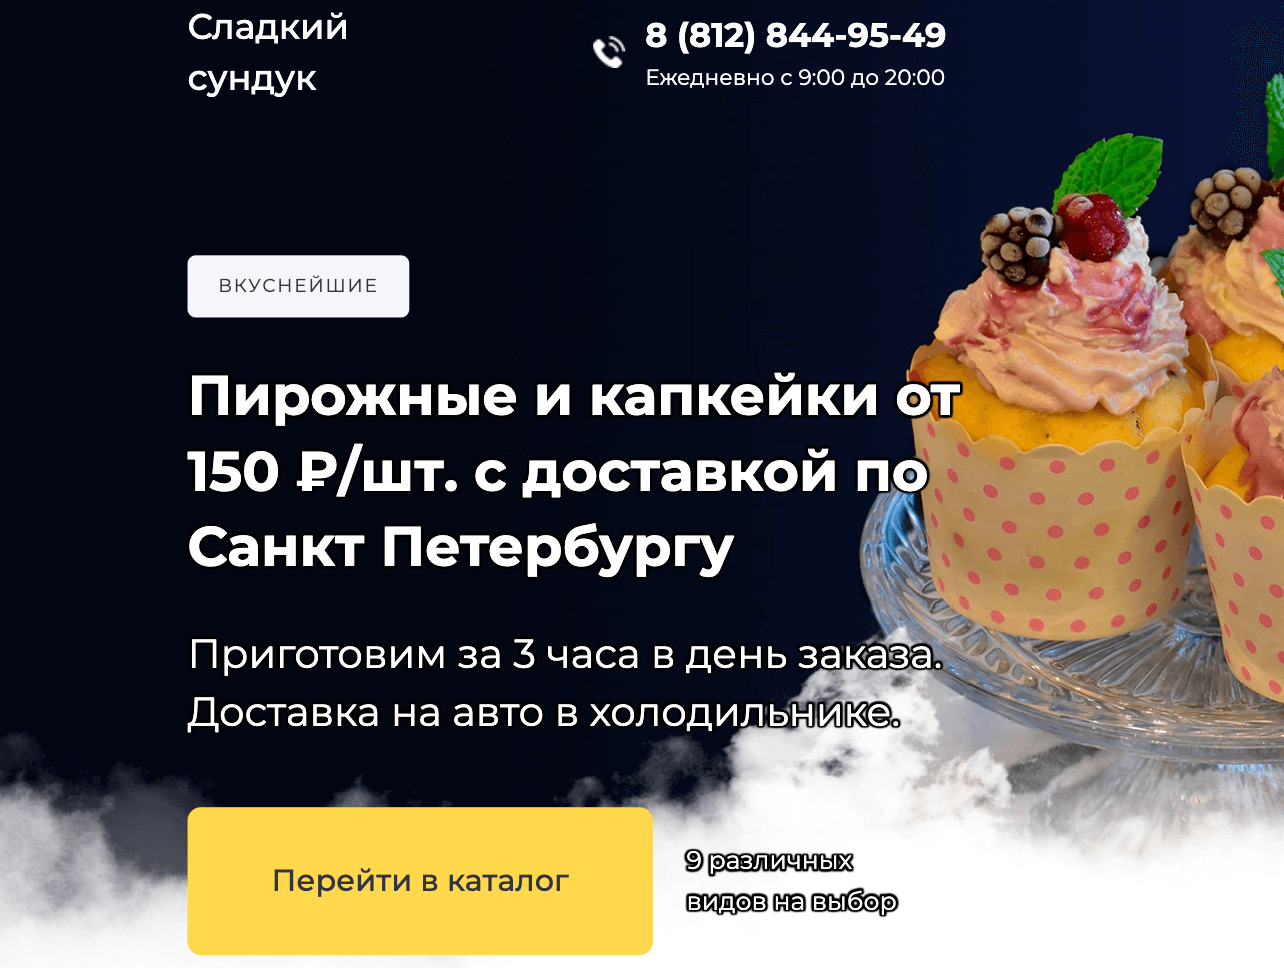 Сладкий
сундук
8 (812) 844-95-49
Ежедневно с 9:00 до 20:00
ВКУСНЕЙШИЕ
Пирожные и капкейки от
150 ₽/шт. с доставкой по
Санкт Петербургу
Приготовим за 3 часа в день заказа.
Доставка на авто в холодильнике.
Перейти в каталог
9 различных
видов на выбор